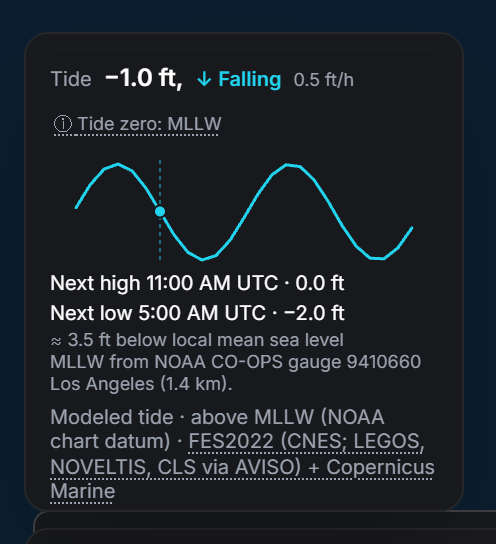 Tide −1.0 ft, ↓ Falling 0.5 ft/h
ⓘ Tide zero: MLLW
Next high 11:00 AM UTC · 0.0 ft
Next low 5:00 AM UTC · −2.0 ft
≈ 3.5 ft below local mean sea level
MLLW from NOAA CO-OPS gauge 9410660
Los Angeles (1.4 km).
Modeled tide · above MLLW (NOAA
chart datum) · FES2022 (CNES; LEGOS,
NOVELTIS, CLS via AVISO) + Copernicus
Marine